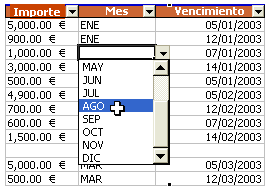 Importe Mes Vencimiento
5,000.00 € ENE 05/01/2003
900.00 € ENE 12/01/2003
1,000.00 € 07/01/2003
3,000.00 € MAY 14/01/2003
500.00 € JUN 05/01/2003
4,900.00 € JUL 05/02/2003
700.00 € AGO 12/02/2003
600.00 € SEP 07/02/2003
1,500.00 € OCT 14/02/2003
NOV
DIC
5,000.00 € MAR 05/03/2003
500.00 € MAR 12/03/2003